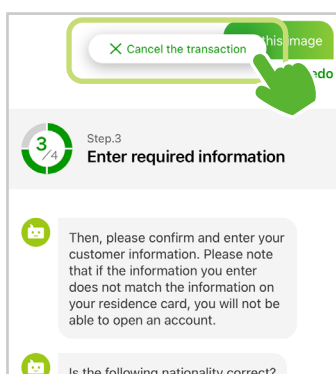 this image
Cancel the transaction
edo
3/4
Step.3
Enter required information
Then, please confirm and enter your
customer information. Please note
that if the information you enter
does not match the information on
your residence card, you will not be
able to open an account.
Is the following nationality correct?